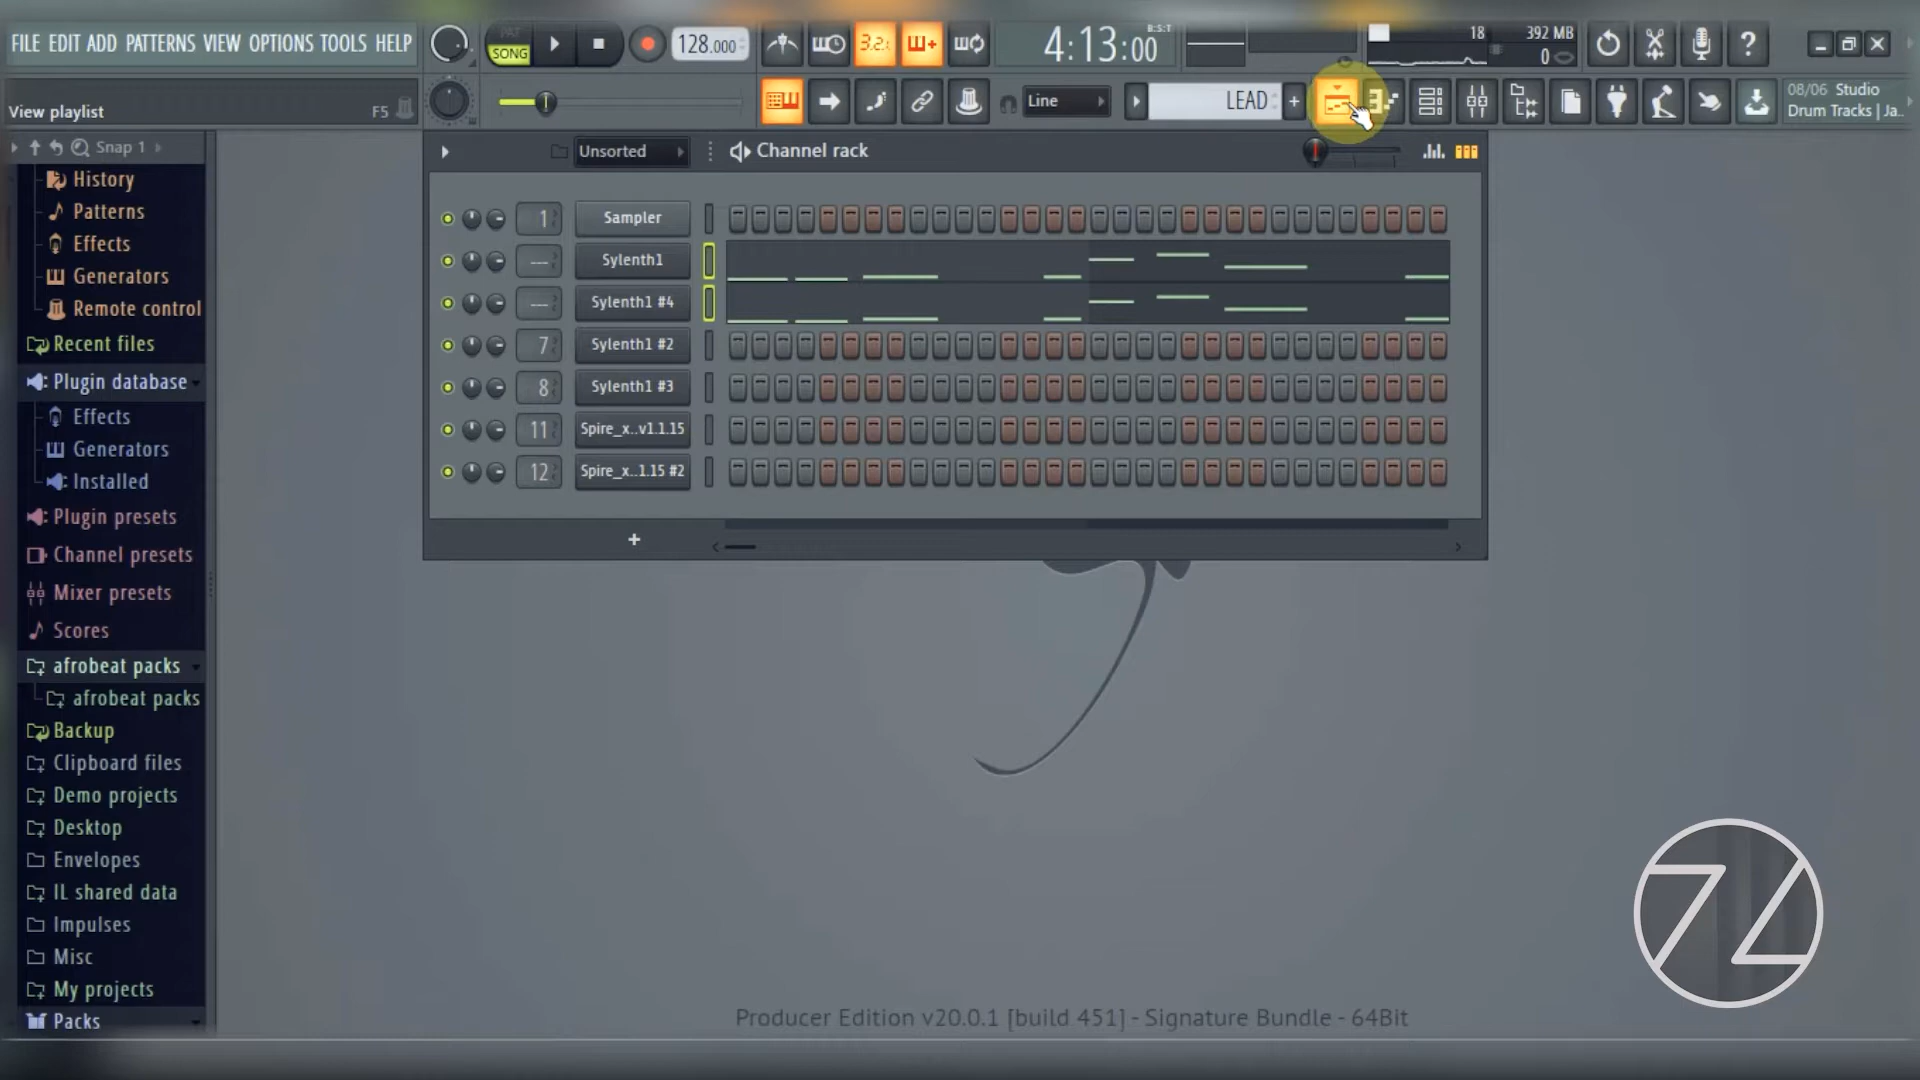 FILE EDIT ADD PATTERNS VIEW OPTIONS TOOLS HELP
PAT
SONG
128.000
3.2.
4:13:00
B:S:T
18
392 MB
0
View playlist
F5
Line
LEAD
08/06 Studio
Drum Tracks | Ja..
Snap 1
Unsorted
Channel rack
History
Patterns
Effects
Generators
Remote control
Recent files
Plugin database
Effects
Generators
Installed
Plugin presets
Channel presets
Mixer presets
Scores
afrobeat packs
afrobeat packs
Backup
Clipboard files
Demo projects
Desktop
Envelopes
IL shared data
Impulses
Misc
My projects
Packs
1 Sampler
--- Sylenth1
--- Sylenth1 #4
7 Sylenth1 #2
8 Sylenth1 #3
11 Spire_x..v1.1.15
12 Spire_x..1.15 #2
+
Producer Edition v20.0.1 [build 451] - Signature Bundle - 64Bit